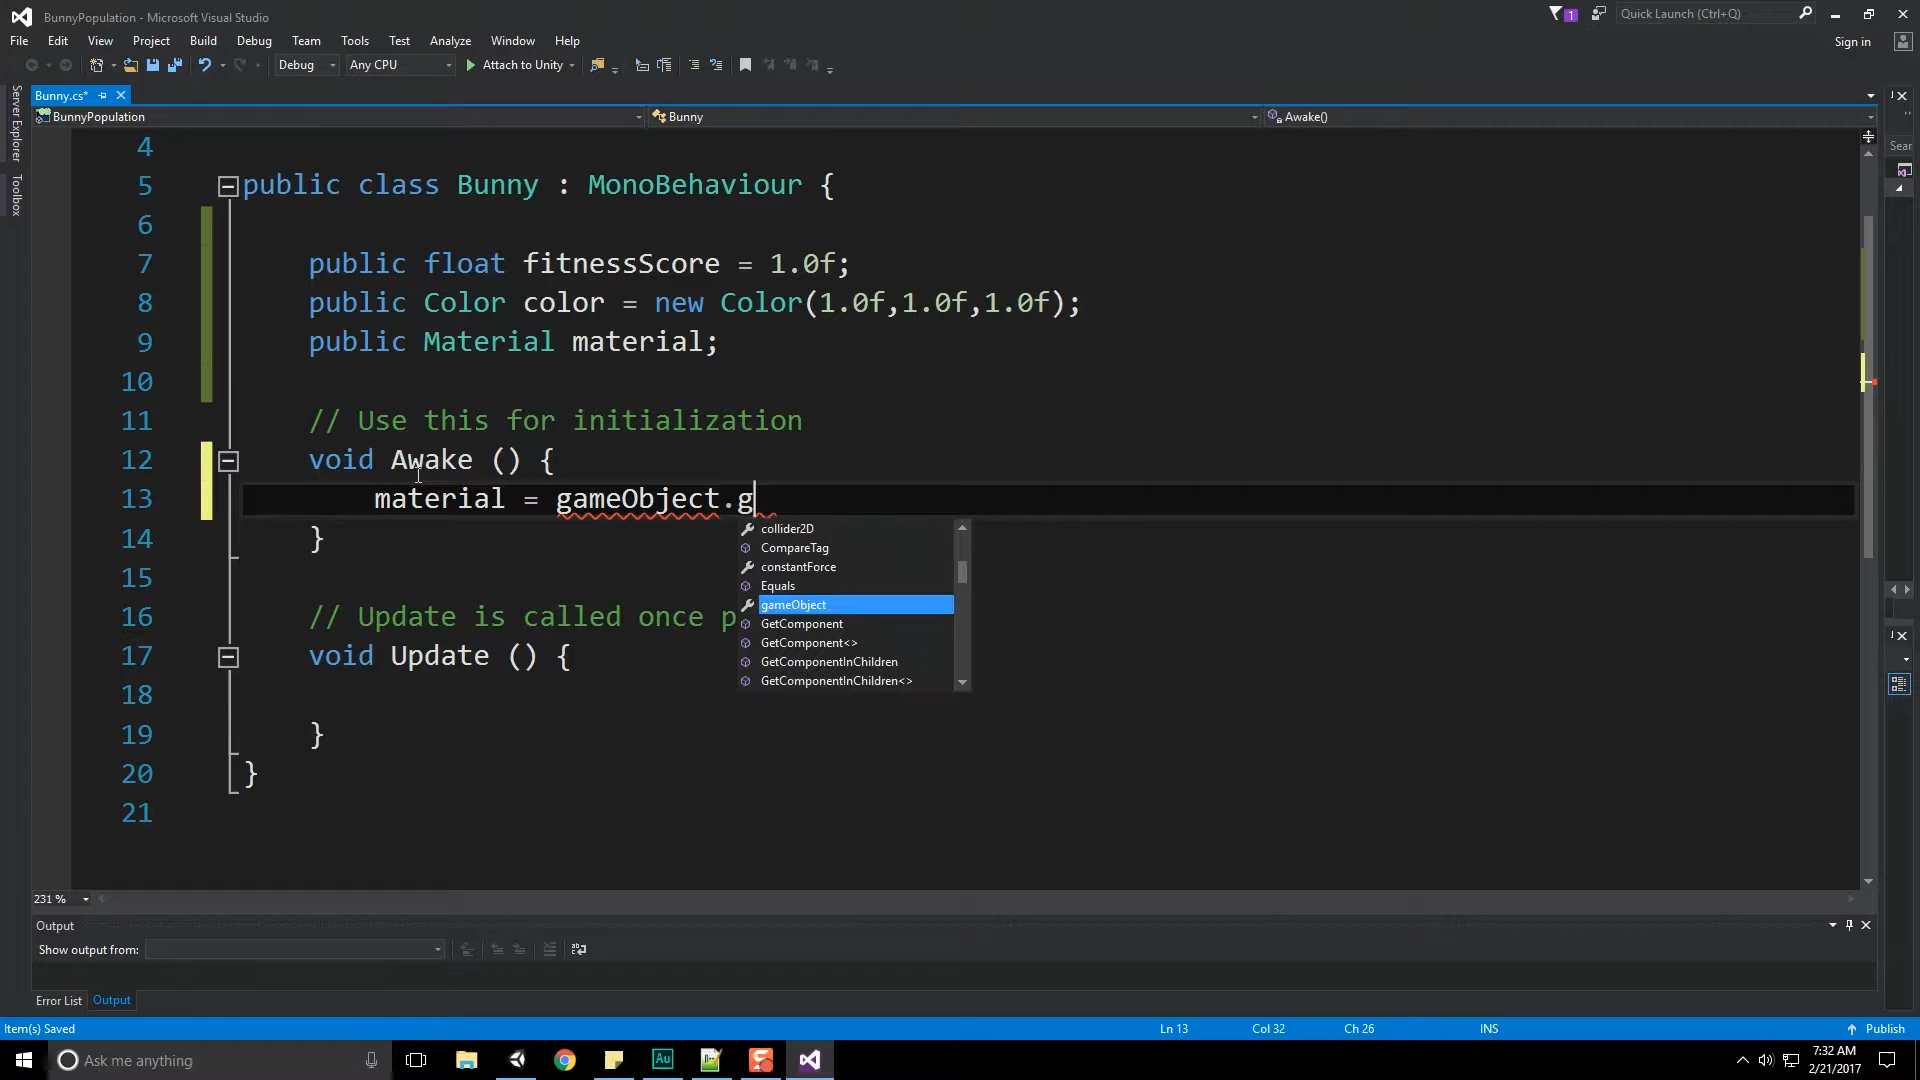 BunnyPopulation - Microsoft Visual Studio
1
Quick Launch (Ctrl+Q)
File Edit View Project Build Debug Team Tools Test Analyze Window Help
Sign in
Debug Any CPU Attach to Unity
Server Explorer
Toolbox
Bunny.cs*
BunnyPopulation Bunny Awake()
Sear
4
5 public class Bunny : MonoBehaviour {
6
7 public float fitnessScore = 1.0f;
8 public Color color = new Color(1.0f,1.0f,1.0f);
9 public Material material;
10
11 // Use this for initialization
12 void Awake () {
13 material = gameObject.g
collider2D
CompareTag
constantForce
Equals
gameObject
GetComponent
GetComponent<>
GetComponentInChildren
GetComponentInChildren<>
14 }
15
16 // Update is called once p
17 void Update () {
18
19 }
20 }
21
231 %
Output
Show output from:
Error List Output
Item(s) Saved Ln 13 Col 32 Ch 26 INS Publish
Ask me anything
Au
7:32 AM
2/21/2017